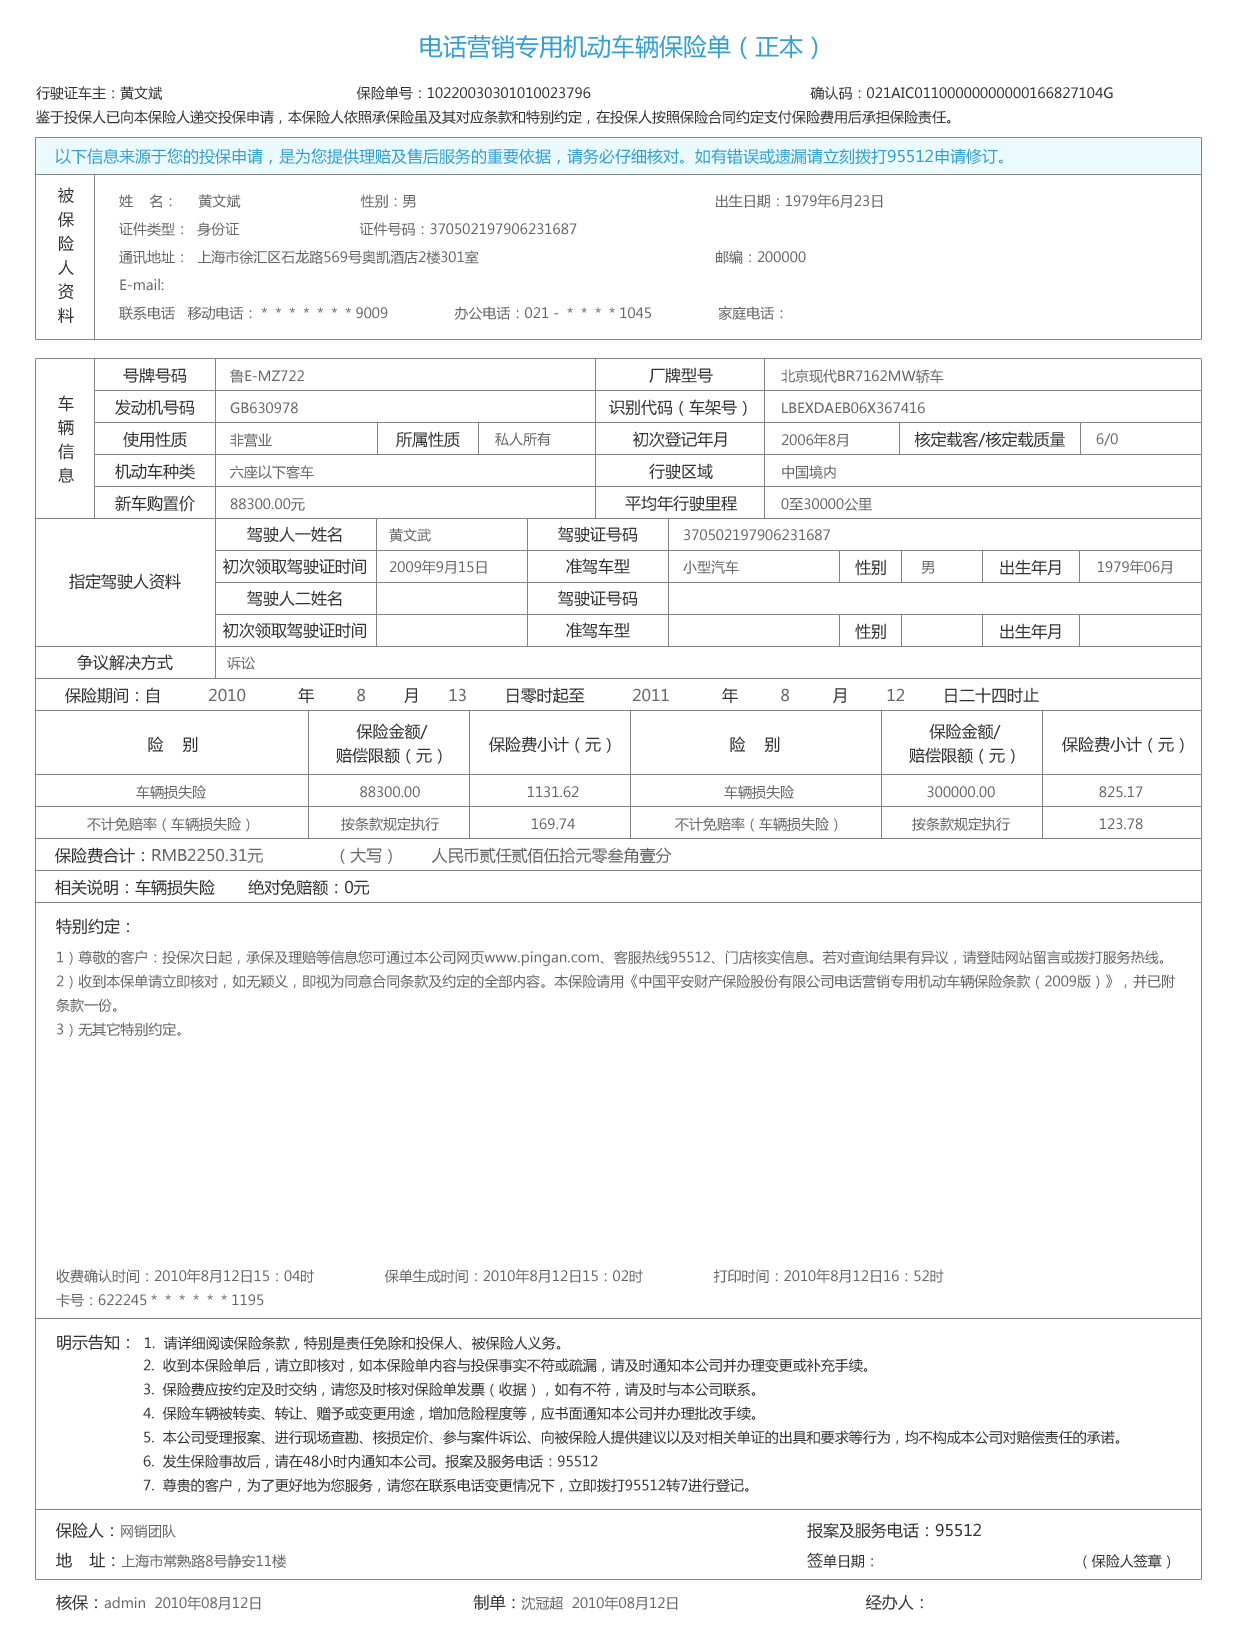 电话营销专用机动车辆保险单（正本）
行驶证车主：黄文斌 保险单号：10220030301010023796 确认码：021AIC01100000000000166827104G
鉴于投保人已向本保险人递交投保申请，本保险人依照承保险虽及其对应条款和特别约定，在投保人按照保险合同约定支付保险费用后承担保险责任。
以下信息来源于您的投保申请，是为您提供理赔及售后服务的重要依据，请务必仔细核对。如有错误或遗漏请立刻拨打95512申请修订。
被保险人资料
姓 名： 黄文斌 性别：男 出生日期：1979年6月23日
证件类型： 身份证 证件号码：370502197906231687
通讯地址： 上海市徐汇区石龙路569号奥凯酒店2楼301室 邮编：200000
E-mail:
联系电话 移动电话：＊＊＊＊＊＊＊9009 办公电话：021 - ＊＊＊＊1045 家庭电话：
车辆信息
号牌号码 鲁E-MZ722 厂牌型号 北京现代BR7162MW轿车
发动机号码 GB630978 识别代码（车架号） LBEXDAEB06X367416
使用性质 非营业 所属性质 私人所有 初次登记年月 2006年8月 核定载客/核定载质量 6/0
机动车种类 六座以下客车 行驶区域 中国境内
新车购置价 88300.00元 平均年行驶里程 0至30000公里
指定驾驶人资料
驾驶人一姓名 黄文武 驾驶证号码 370502197906231687
初次领取驾驶证时间 2009年9月15日 准驾车型 小型汽车 性别 男 出生年月 1979年06月
驾驶人二姓名 驾驶证号码
初次领取驾驶证时间 准驾车型 性别 出生年月
争议解决方式 诉讼
保险期间：自 2010 年 8 月 13 日零时起至 2011 年 8 月 12 日二十四时止
险 别 保险金额/赔偿限额（元） 保险费小计（元） 险 别 保险金额/赔偿限额（元） 保险费小计（元）
车辆损失险 88300.00 1131.62 车辆损失险 300000.00 825.17
不计免赔率（车辆损失险） 按条款规定执行 169.74 不计免赔率（车辆损失险） 按条款规定执行 123.78
保险费合计：RMB2250.31元 （大写） 人民币贰任贰佰伍拾元零叁角壹分
相关说明：车辆损失险 绝对免赔额：0元
特别约定：
1）尊敬的客户：投保次日起，承保及理赔等信息您可通过本公司网页www.pingan.com、客服热线95512、门店核实信息。若对查询结果有异议，请登陆网站留言或拨打服务热线。
2）收到本保单请立即核对，如无颖义，即视为同意合同条款及约定的全部内容。本保险请用《中国平安财产保险股份有限公司电话营销专用机动车辆保险条款（2009版）》，并已附
条款一份。
3）无其它特别约定。
收费确认时间：2010年8月12日15：04时 保单生成时间：2010年8月12日15：02时 打印时间：2010年8月12日16：52时
卡号：622245＊＊＊＊＊＊1195
明示告知： 1. 请详细阅读保险条款，特别是责任免除和投保人、被保险人义务。
2. 收到本保险单后，请立即核对，如本保险单内容与投保事实不符或疏漏，请及时通知本公司并办理变更或补充手续。
3. 保险费应按约定及时交纳，请您及时核对保险单发票（收据），如有不符，请及时与本公司联系。
4. 保险车辆被转卖、转让、赠予或变更用途，增加危险程度等，应书面通知本公司并办理批改手续。
5. 本公司受理报案、进行现场查勘、核损定价、参与案件诉讼、向被保险人提供建议以及对相关单证的出具和要求等行为，均不构成本公司对赔偿责任的承诺。
6. 发生保险事故后，请在48小时内通知本公司。报案及服务电话：95512
7. 尊贵的客户，为了更好地为您服务，请您在联系电话变更情况下，立即拨打95512转7进行登记。
保险人：网销团队 报案及服务电话：95512
地 址：上海市常熟路8号静安11楼 签单日期： （保险人签章）
核保：admin 2010年08月12日 制单：沈冠超 2010年08月12日 经办人：